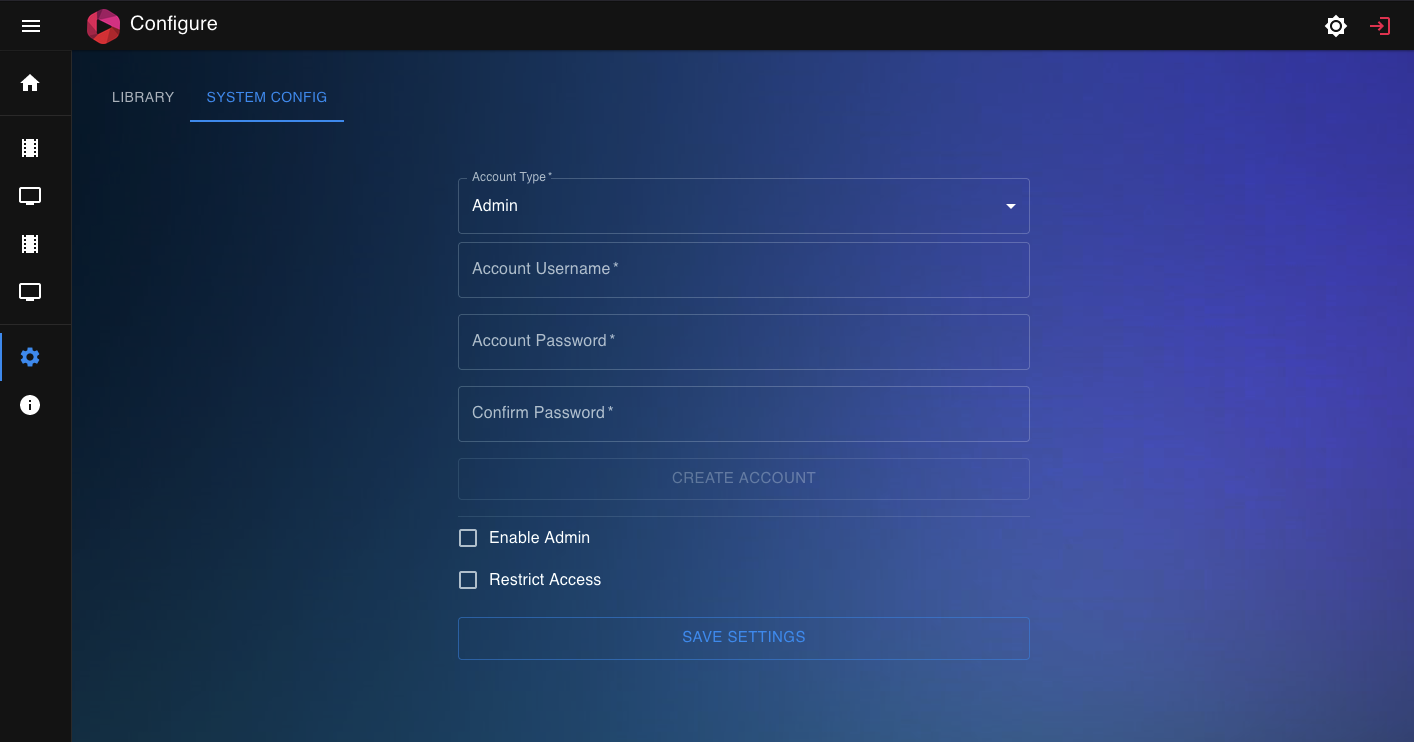 Configure
LIBRARY
SYSTEM CONFIG
Account Type *
Admin
Account Username *
Account Password *
Confirm Password *
CREATE ACCOUNT
Enable Admin
Restrict Access
SAVE SETTINGS